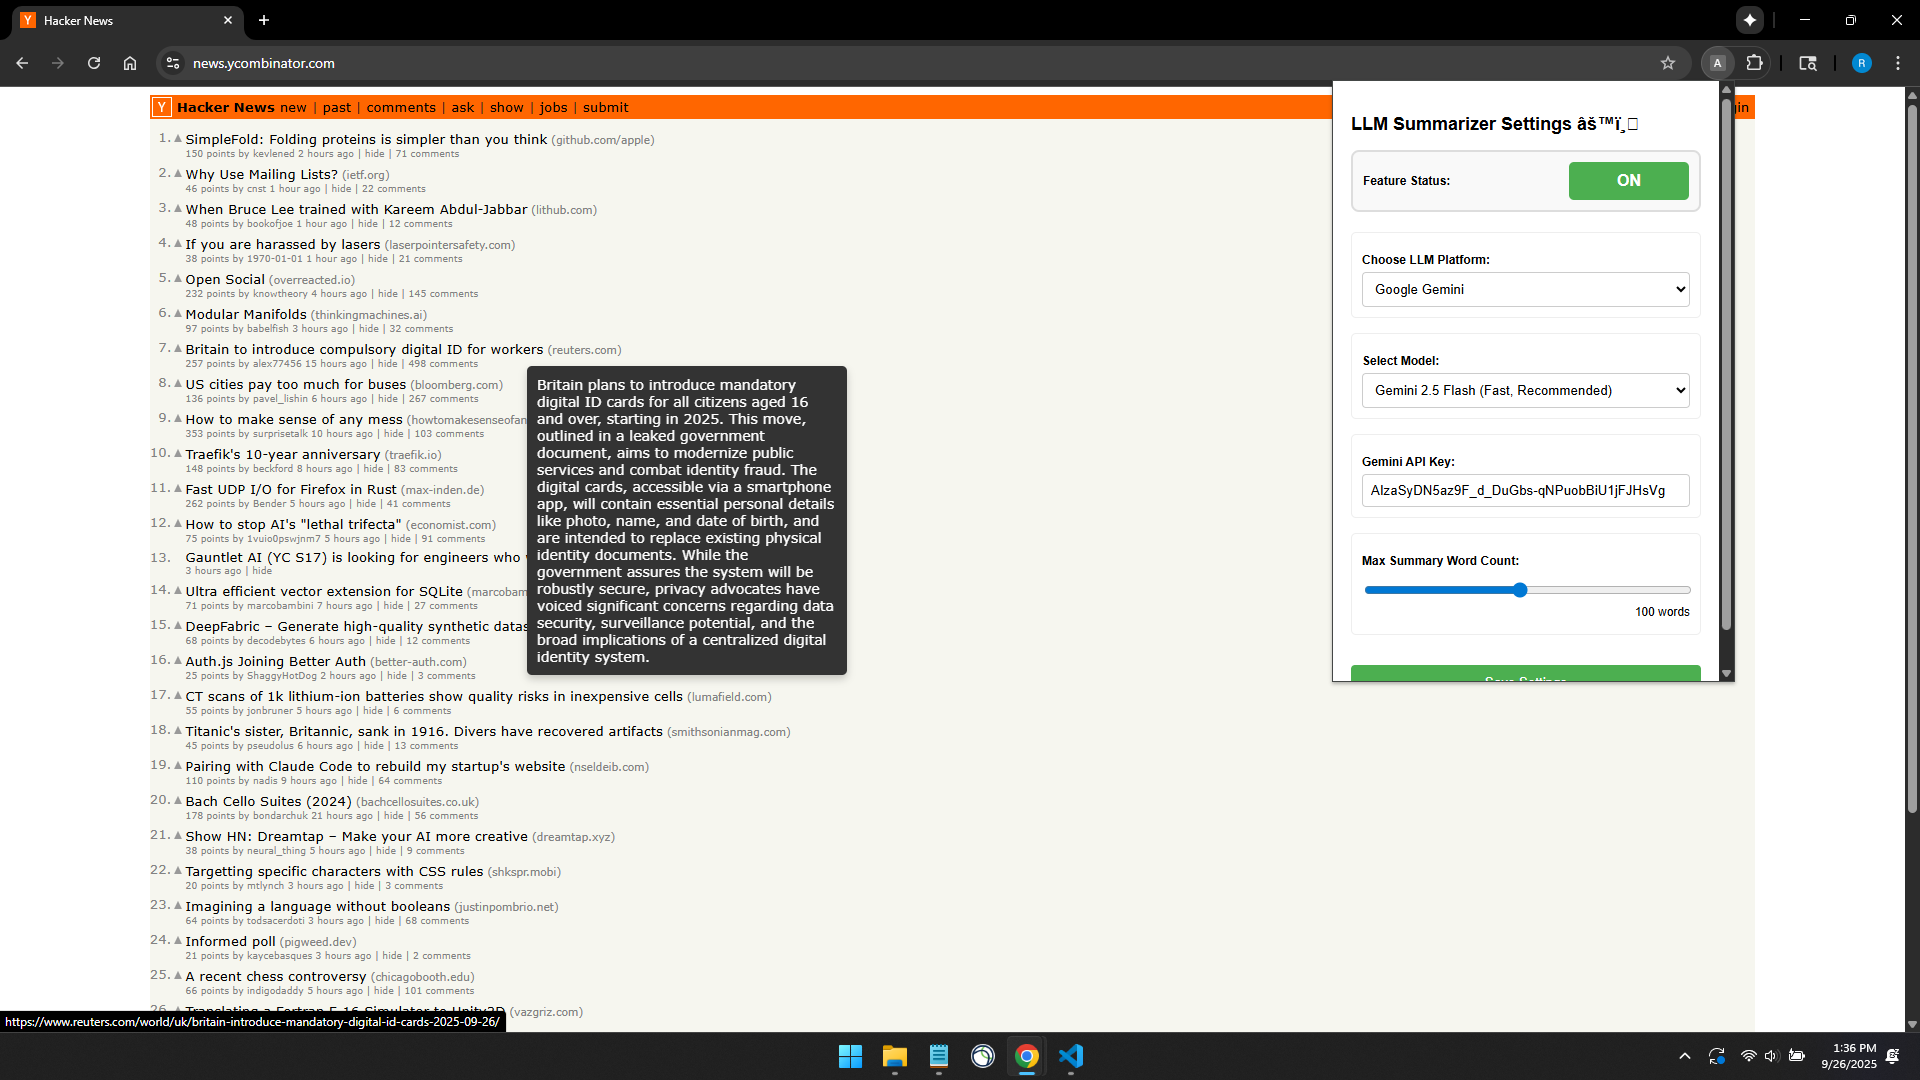 Hacker News
news.ycombinator.com
A
R
Y Hacker News new | past | comments | ask | show | jobs | submit
1. SimpleFold: Folding proteins is simpler than you think (github.com/apple)
150 points by kevlened 2 hours ago | hide | 71 comments
2. Why Use Mailing Lists? (ietf.org)
46 points by cnst 1 hour ago | hide | 22 comments
3. When Bruce Lee trained with Kareem Abdul-Jabbar (lithub.com)
48 points by bookofjoe 1 hour ago | hide | 12 comments
4. If you are harassed by lasers (laserpointersafety.com)
38 points by 1970-01-01 1 hour ago | hide | 21 comments
5. Open Social (overreacted.io)
232 points by knowtheory 4 hours ago | hide | 145 comments
6. Modular Manifolds (thinkingmachines.ai)
97 points by babelfish 3 hours ago | hide | 32 comments
7. Britain to introduce compulsory digital ID for workers (reuters.com)
257 points by alex77456 15 hours ago | hide | 498 comments
8. US cities pay too much for buses (bloomberg.com)
136 points by pavel_lishin 6 hours ago | hide | 267 comments
9. How to make sense of any mess (howtomakesenseofan
353 points by surprisetalk 10 hours ago | hide | 103 comments
10. Traefik's 10-year anniversary (traefik.io)
148 points by beckford 8 hours ago | hide | 83 comments
11. Fast UDP I/O for Firefox in Rust (max-inden.de)
262 points by Bender 5 hours ago | hide | 41 comments
12. How to stop AI's "lethal trifecta" (economist.com)
75 points by 1vuio0pswjnm7 5 hours ago | hide | 91 comments
13. Gauntlet AI (YC S17) is looking for engineers who
3 hours ago | hide
14. Ultra efficient vector extension for SQLite (marcobam
71 points by marcobambini 7 hours ago | hide | 27 comments
15. DeepFabric – Generate high-quality synthetic datas
68 points by decodebytes 6 hours ago | hide | 12 comments
16. Auth.js Joining Better Auth (better-auth.com)
25 points by ShaggyHotDog 2 hours ago | hide | 3 comments
17. CT scans of 1k lithium-ion batteries show quality risks in inexpensive cells (lumafield.com)
55 points by jonbruner 5 hours ago | hide | 6 comments
18. Titanic's sister, Britannic, sank in 1916. Divers have recovered artifacts (smithsonianmag.com)
45 points by pseudolus 6 hours ago | hide | 13 comments
19. Pairing with Claude Code to rebuild my startup's website (nseldeib.com)
110 points by nadis 9 hours ago | hide | 64 comments
20. Bach Cello Suites (2024) (bachcellosuites.co.uk)
178 points by bondarchuk 21 hours ago | hide | 56 comments
21. Show HN: Dreamtap – Make your AI more creative (dreamtap.xyz)
38 points by neural_thing 5 hours ago | hide | 9 comments
22. Targetting specific characters with CSS rules (shkspr.mobi)
20 points by mtlynch 3 hours ago | hide | 3 comments
23. Imagining a language without booleans (justinpombrio.net)
64 points by todsacerdoti 3 hours ago | hide | 68 comments
24. Informed poll (pigweed.dev)
21 points by kaycebasques 3 hours ago | hide | 2 comments
25. A recent chess controversy (chicagobooth.edu)
66 points by indigodaddy 5 hours ago | hide | 101 comments
26. Translating a Fortran F-16 Simulator to Unity3D (vazgriz.com)
https://www.reuters.com/world/uk/britain-introduce-mandatory-digital-id-cards-2025-09-26/
Britain plans to introduce mandatory
digital ID cards for all citizens aged 16
and over, starting in 2025. This move,
outlined in a leaked government
document, aims to modernize public
services and combat identity fraud. The
digital cards, accessible via a smartphone
app, will contain essential personal details
like photo, name, and date of birth, and
are intended to replace existing physical
identity documents. While the
government assures the system will be
robustly secure, privacy advocates have
voiced significant concerns regarding data
security, surveillance potential, and the
broad implications of a centralized digital
identity system.
LLM Summarizer Settings âš™ï¸
Feature Status:
ON
Choose LLM Platform:
Google Gemini
Select Model:
Gemini 2.5 Flash (Fast, Recommended)
Gemini API Key:
AIzaSyDN5az9F_d_DuGbs-qNPuobBiU1jFJHsVg
Max Summary Word Count:
100 words
Save Settings
1:36 PM
9/26/2025